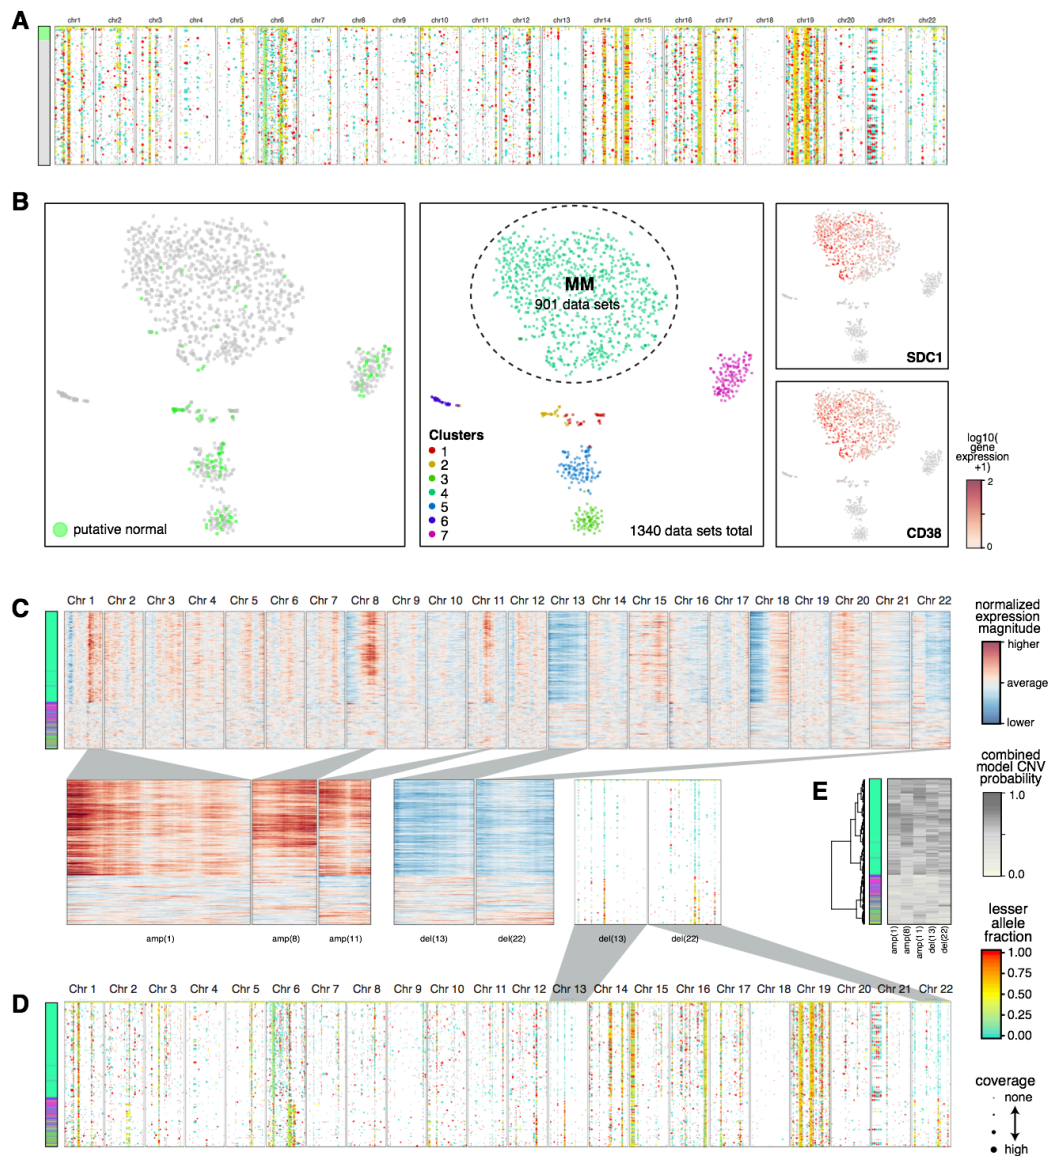 A
chr1 chr2 chr3 chr4 chr5 chr6 chr7 chr8 chr9 chr10 chr11 chr12 chr13 chr14 chr15 chr16 chr17 chr18 chr19 chr20 chr21 chr22
B
putative normal
MM
901 data sets
Clusters
1
2
3
4
5
6
7
1340 data sets total
SDC1
CD38
log10(
gene
expression
+1)
2
0
C
Chr 1 Chr 2 Chr 3 Chr 4 Chr 5 Chr 6 Chr 7 Chr 8 Chr 9 Chr 10 Chr 11 Chr 12 Chr 13 Chr 14 Chr 15 Chr 16 Chr 17 Chr 18 Chr 19 Chr 20 Chr 21 Chr 22
normalized
expression
magnitude
higher
average
lower
combined
model CNV
probability
1.0
0.0
E
amp(1) amp(8) amp(11) del(13) del(22) del(13) del(22)
amp(1) amp(8) amp(11) del(13) del(22)
lesser
allele
fraction
1.00
0.75
0.50
0.25
0.00
D
Chr 1 Chr 2 Chr 3 Chr 4 Chr 5 Chr 6 Chr 7 Chr 8 Chr 9 Chr 10 Chr 11 Chr 12 Chr 13 Chr 14 Chr 15 Chr 16 Chr 17 Chr 18 Chr 19 Chr 20 Chr 21 Chr 22
coverage
none
high